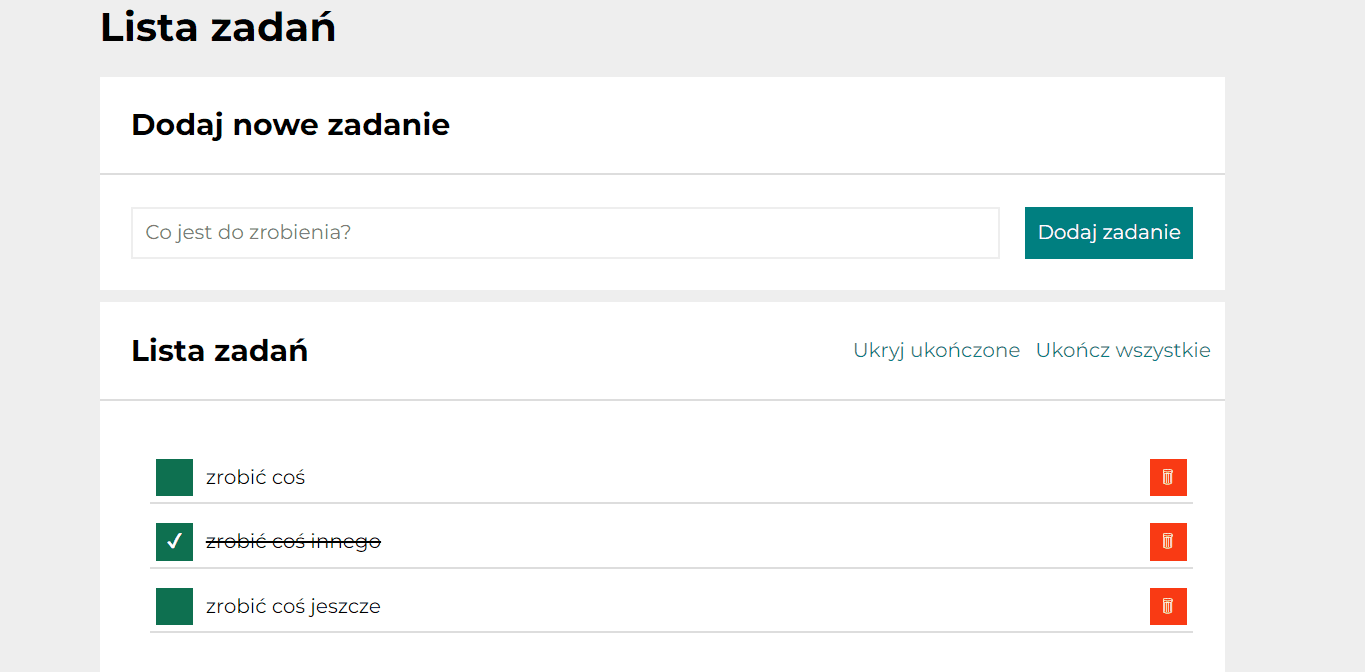 Lista zadań
Dodaj nowe zadanie
Co jest do zrobienia? Dodaj zadanie
Lista zadań Ukryj ukończone Ukończ wszystkie
zrobić coś
zrobić coś innego
zrobić coś jeszcze